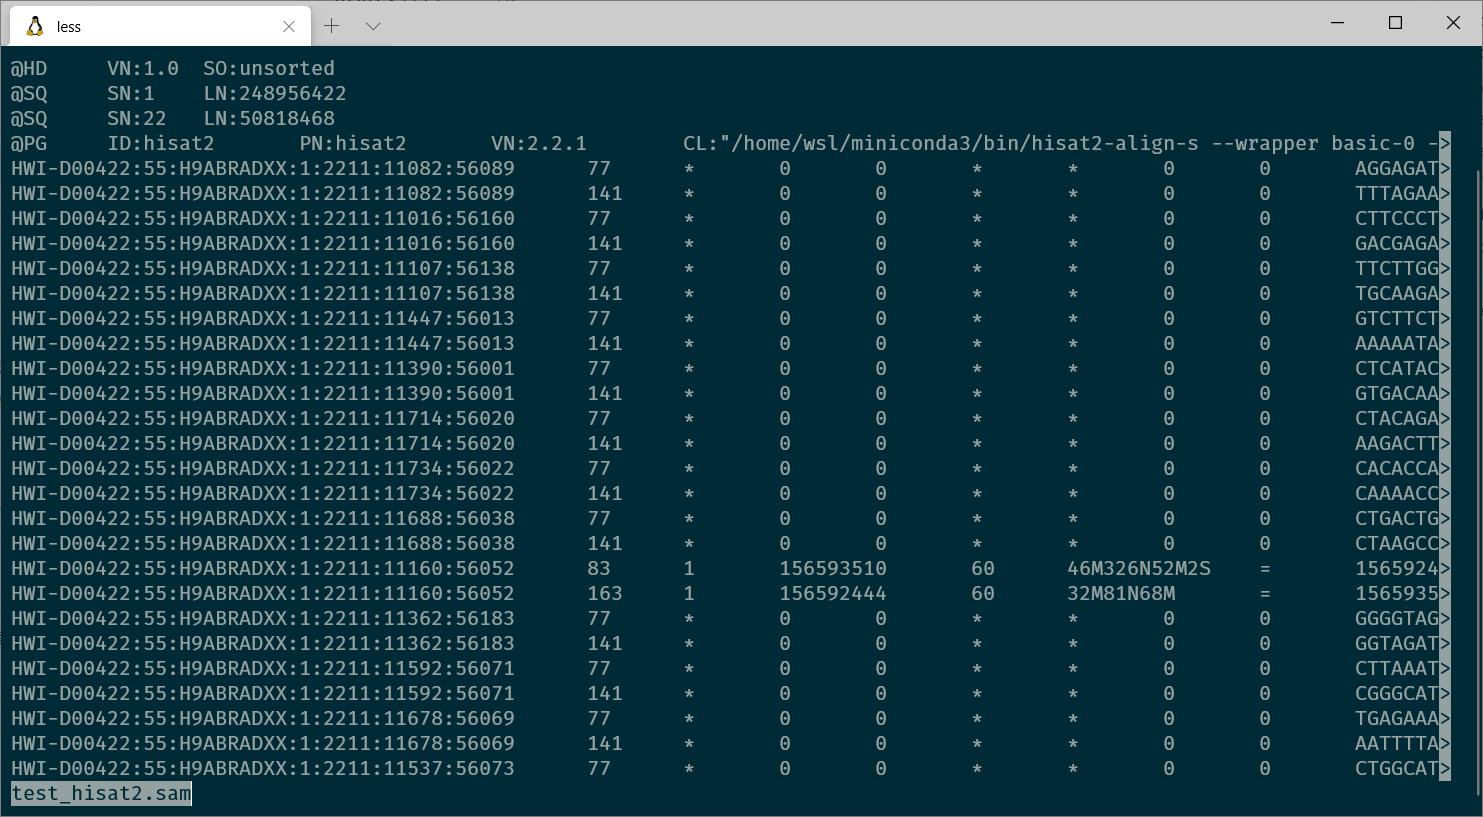 less
@HD VN:1.0 SO:unsorted
@SQ SN:1 LN:248956422
@SQ SN:22 LN:50818468
@PG ID:hisat2 PN:hisat2 VN:2.2.1 CL:"/home/wsl/miniconda3/bin/hisat2-align-s --wrapper basic-0 ->
HWI-D00422:55:H9ABRADXX:1:2211:11082:56089 77 * 0 0 * * 0 0 AGGAGAT>
HWI-D00422:55:H9ABRADXX:1:2211:11082:56089 141 * 0 0 * * 0 0 TTTAGAA>
HWI-D00422:55:H9ABRADXX:1:2211:11016:56160 77 * 0 0 * * 0 0 CTTCCCT>
HWI-D00422:55:H9ABRADXX:1:2211:11016:56160 141 * 0 0 * * 0 0 GACGAGA>
HWI-D00422:55:H9ABRADXX:1:2211:11107:56138 77 * 0 0 * * 0 0 TTCTTGG>
HWI-D00422:55:H9ABRADXX:1:2211:11107:56138 141 * 0 0 * * 0 0 TGCAAGA>
HWI-D00422:55:H9ABRADXX:1:2211:11447:56013 77 * 0 0 * * 0 0 GTCTTCT>
HWI-D00422:55:H9ABRADXX:1:2211:11447:56013 141 * 0 0 * * 0 0 AAAAATA>
HWI-D00422:55:H9ABRADXX:1:2211:11390:56001 77 * 0 0 * * 0 0 CTCATAC>
HWI-D00422:55:H9ABRADXX:1:2211:11390:56001 141 * 0 0 * * 0 0 GTGACAA>
HWI-D00422:55:H9ABRADXX:1:2211:11714:56020 77 * 0 0 * * 0 0 CTACAGA>
HWI-D00422:55:H9ABRADXX:1:2211:11714:56020 141 * 0 0 * * 0 0 AAGACTT>
HWI-D00422:55:H9ABRADXX:1:2211:11734:56022 77 * 0 0 * * 0 0 CACACCA>
HWI-D00422:55:H9ABRADXX:1:2211:11734:56022 141 * 0 0 * * 0 0 CAAAACC>
HWI-D00422:55:H9ABRADXX:1:2211:11688:56038 77 * 0 0 * * 0 0 CTGACTG>
HWI-D00422:55:H9ABRADXX:1:2211:11688:56038 141 * 0 0 * * 0 0 CTAAGCC>
HWI-D00422:55:H9ABRADXX:1:2211:11160:56052 83 1 156593510 60 46M326N52M2S = 1565924>
HWI-D00422:55:H9ABRADXX:1:2211:11160:56052 163 1 156592444 60 32M81N68M = 1565935>
HWI-D00422:55:H9ABRADXX:1:2211:11362:56183 77 * 0 0 * * 0 0 GGGGTAG>
HWI-D00422:55:H9ABRADXX:1:2211:11362:56183 141 * 0 0 * * 0 0 GGTAGAT>
HWI-D00422:55:H9ABRADXX:1:2211:11592:56071 77 * 0 0 * * 0 0 CTTAAAT>
HWI-D00422:55:H9ABRADXX:1:2211:11592:56071 141 * 0 0 * * 0 0 CGGGCAT>
HWI-D00422:55:H9ABRADXX:1:2211:11678:56069 77 * 0 0 * * 0 0 TGAGAAA>
HWI-D00422:55:H9ABRADXX:1:2211:11678:56069 141 * 0 0 * * 0 0 AATTTTA>
HWI-D00422:55:H9ABRADXX:1:2211:11537:56073 77 * 0 0 * * 0 0 CTGGCAT>
test_hisat2.sam